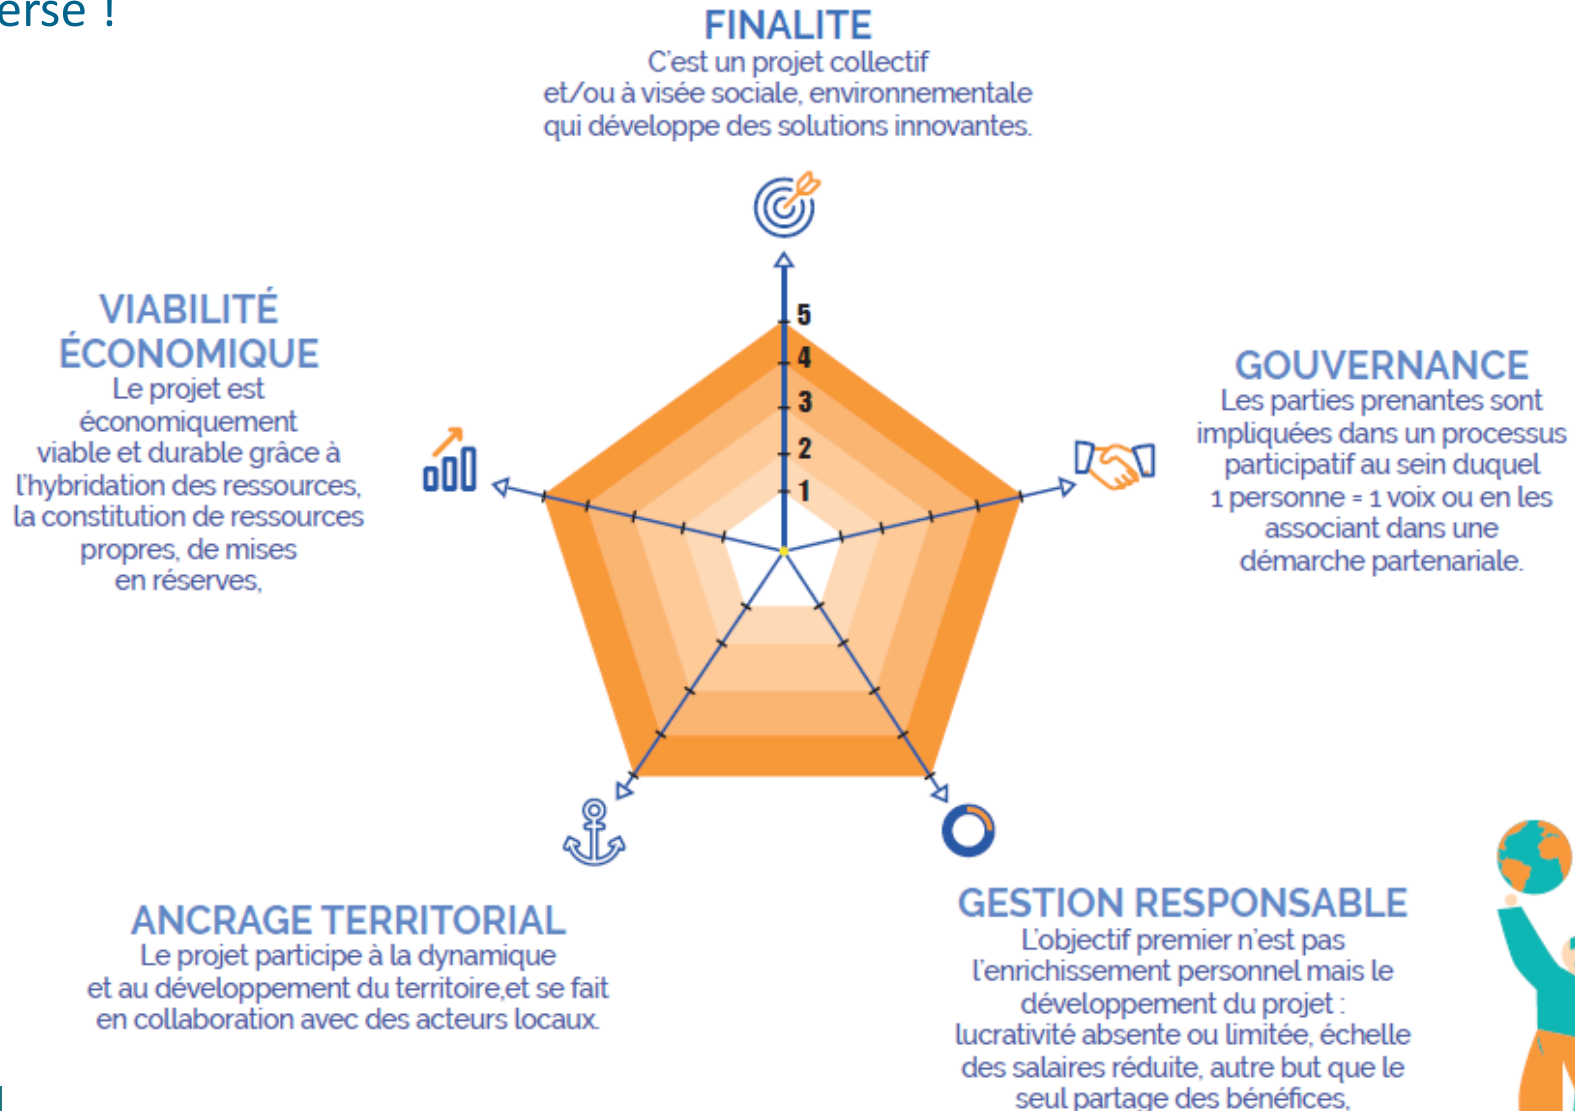 erse !
FINALITE
C'est un projet collectif
et/ou à visée sociale, environnementale
qui développe des solutions innovantes.
VIABILITÉ
ÉCONOMIQUE
Le projet est
économiquement
viable et durable grâce à
l'hybridation des ressources,
la constitution de ressources
propres, de mises
en réserves,
5
4
3
2
1
GOUVERNANCE
Les parties prenantes sont
impliquées dans un processus
participatif au sein duquel
1 personne = 1 voix ou en les
associant dans une
démarche partenariale.
ANCRAGE TERRITORIAL
Le projet participe à la dynamique
et au développement du territoire,et se fait
en collaboration avec des acteurs locaux.
GESTION RESPONSABLE
L'objectif premier n'est pas
l'enrichissement personnel mais le
développement du projet :
lucrativité absente ou limitée, échelle
des salaires réduite, autre but que le
seul partage des bénéfices,